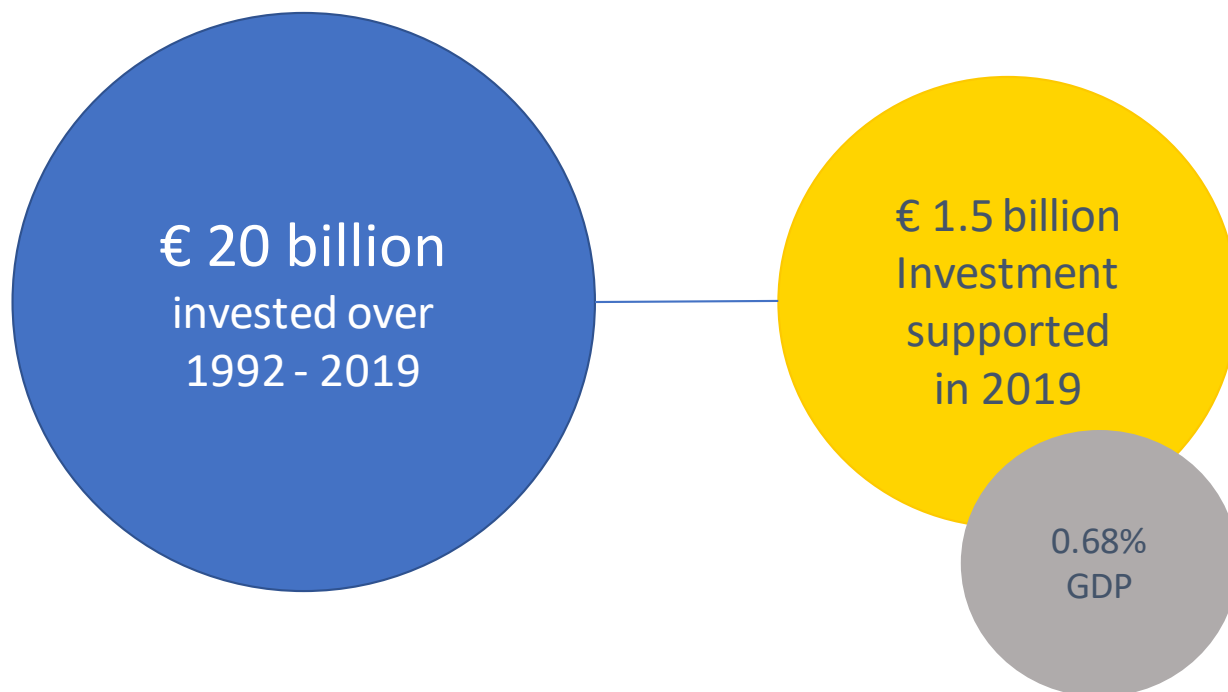 € 20 billion
invested over
1992 - 2019
€ 1.5 billion
Investment
supported
in 2019
0.68%
GDP